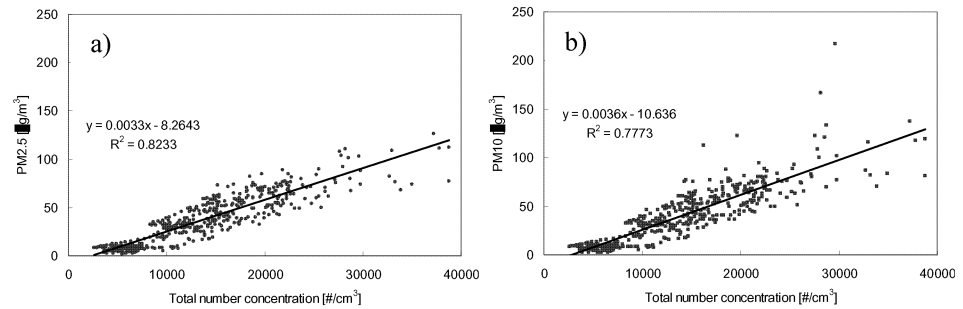 a)
250
200
150
100
50
0
PM2.5 [■g/m³]
y = 0.0033x - 8.2643
R² = 0.8233
0 10000 20000 30000 40000
Total number concentration [#/cm³]
b)
250
200
150
100
50
0
PM10 [■g/m³]
y = 0.0036x - 10.636
R² = 0.7773
0 10000 20000 30000 40000
Total number concentration [#/cm³]